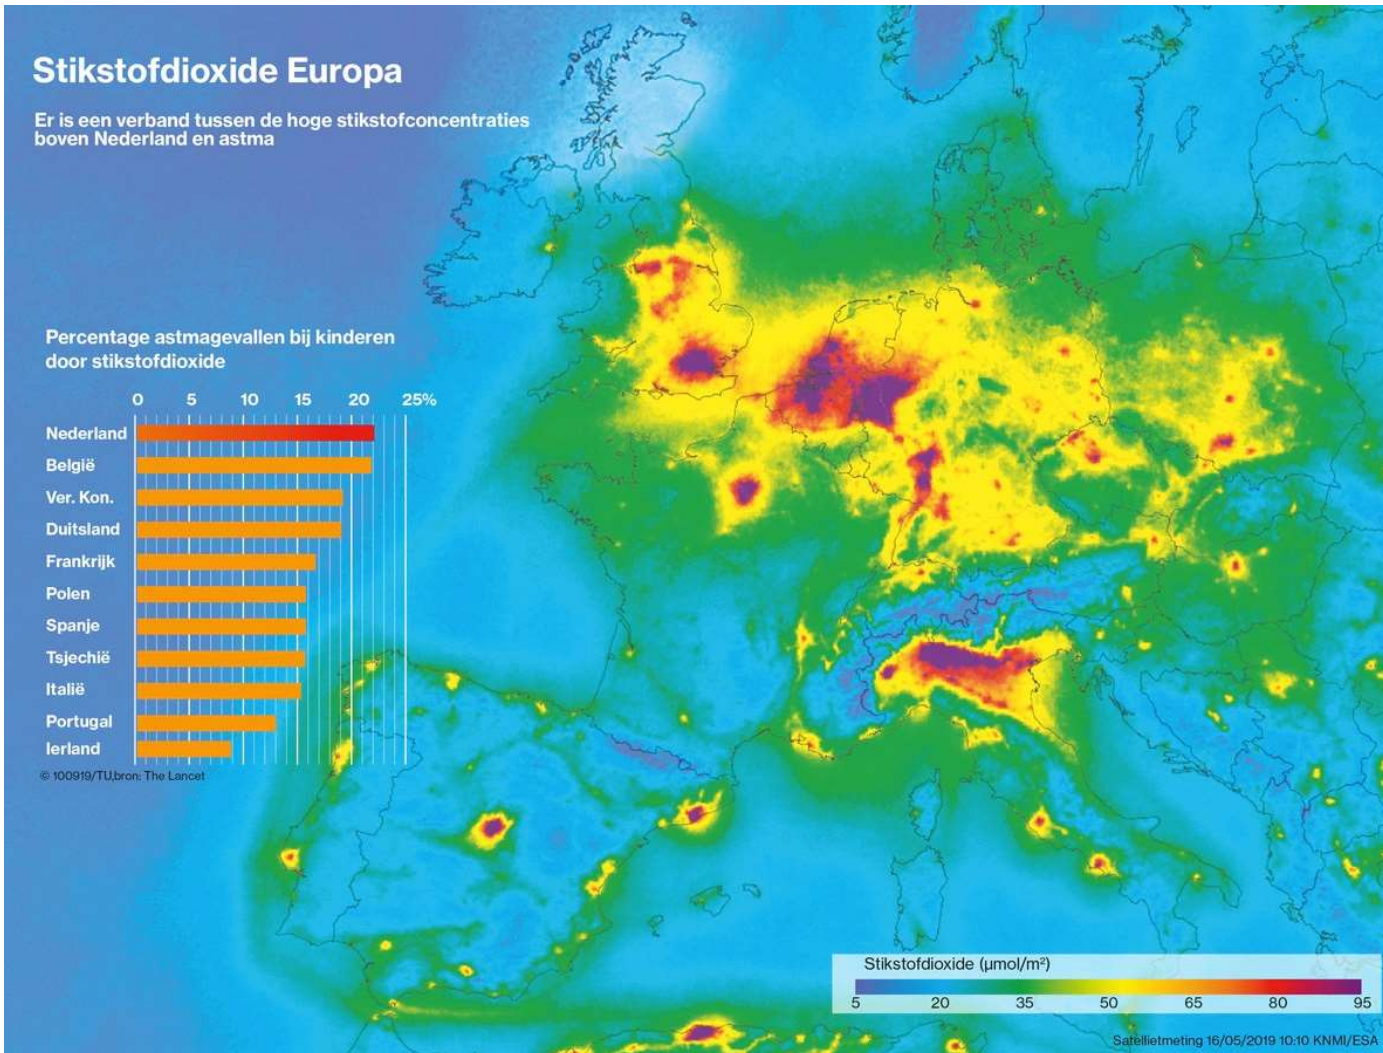 Stikstofdioxide Europa
Er is een verband tussen de hoge stikstofconcentraties
boven Nederland en astma
Percentage astmagevallen bij kinderen
door stikstofdioxide
0 5 10 15 20 25%
Nederland
België
Ver. Kon.
Duitsland
Frankrijk
Polen
Spanje
Tsjechië
Italië
Portugal
Ierland
© 100919/TU,bron: The Lancet
Stikstofdioxide (µmol/m²)
5 20 35 50 65 80 95
Satellietmeting 16/05/2019 10:10 KNMI/ESA